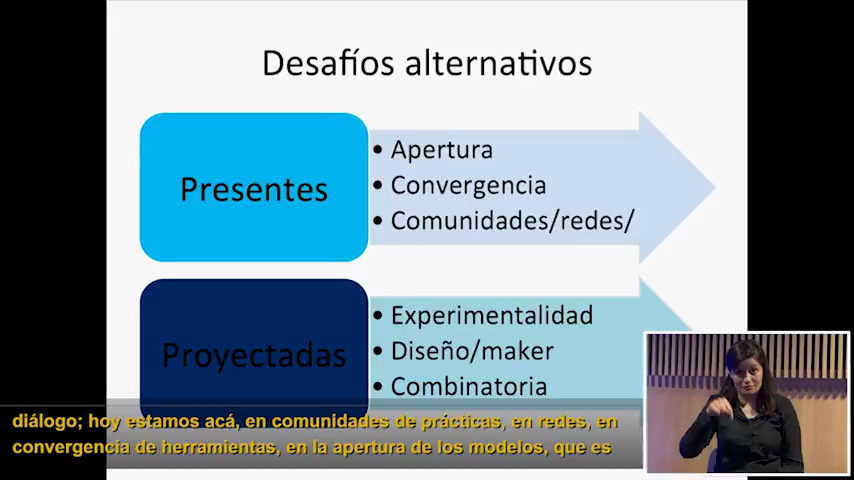 Desafíos alternativos
Presentes
• Apertura
• Convergencia
• Comunidades/redes/
Proyectadas
• Experimentalidad
• Diseño/maker
• Combinatoria
diálogo; hoy estamos acá, en comunidades de prácticas, en redes, en
convergencia de herramientas, en la apertura de los modelos, que es